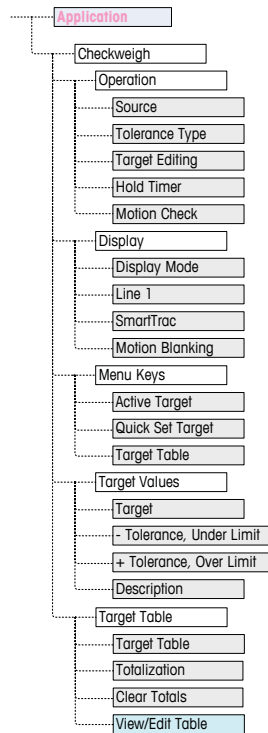 Application
Checkweigh
Operation
Source
Tolerance Type
Target Editing
Hold Timer
Motion Check
Display
Display Mode
Line 1
SmartTrac
Motion Blanking
Menu Keys
Active Target
Quick Set Target
Target Table
Target Values
Target
- Tolerance, Under Limit
+ Tolerance, Over Limit
Description
Target Table
Target Table
Totalization
Clear Totals
View/Edit Table